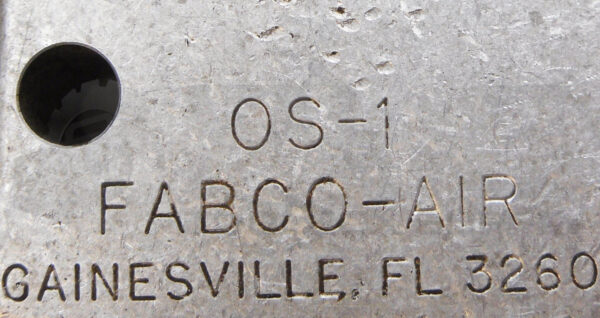 OS-1
FABCO-AIR
GAINESVILLE, FL 3260